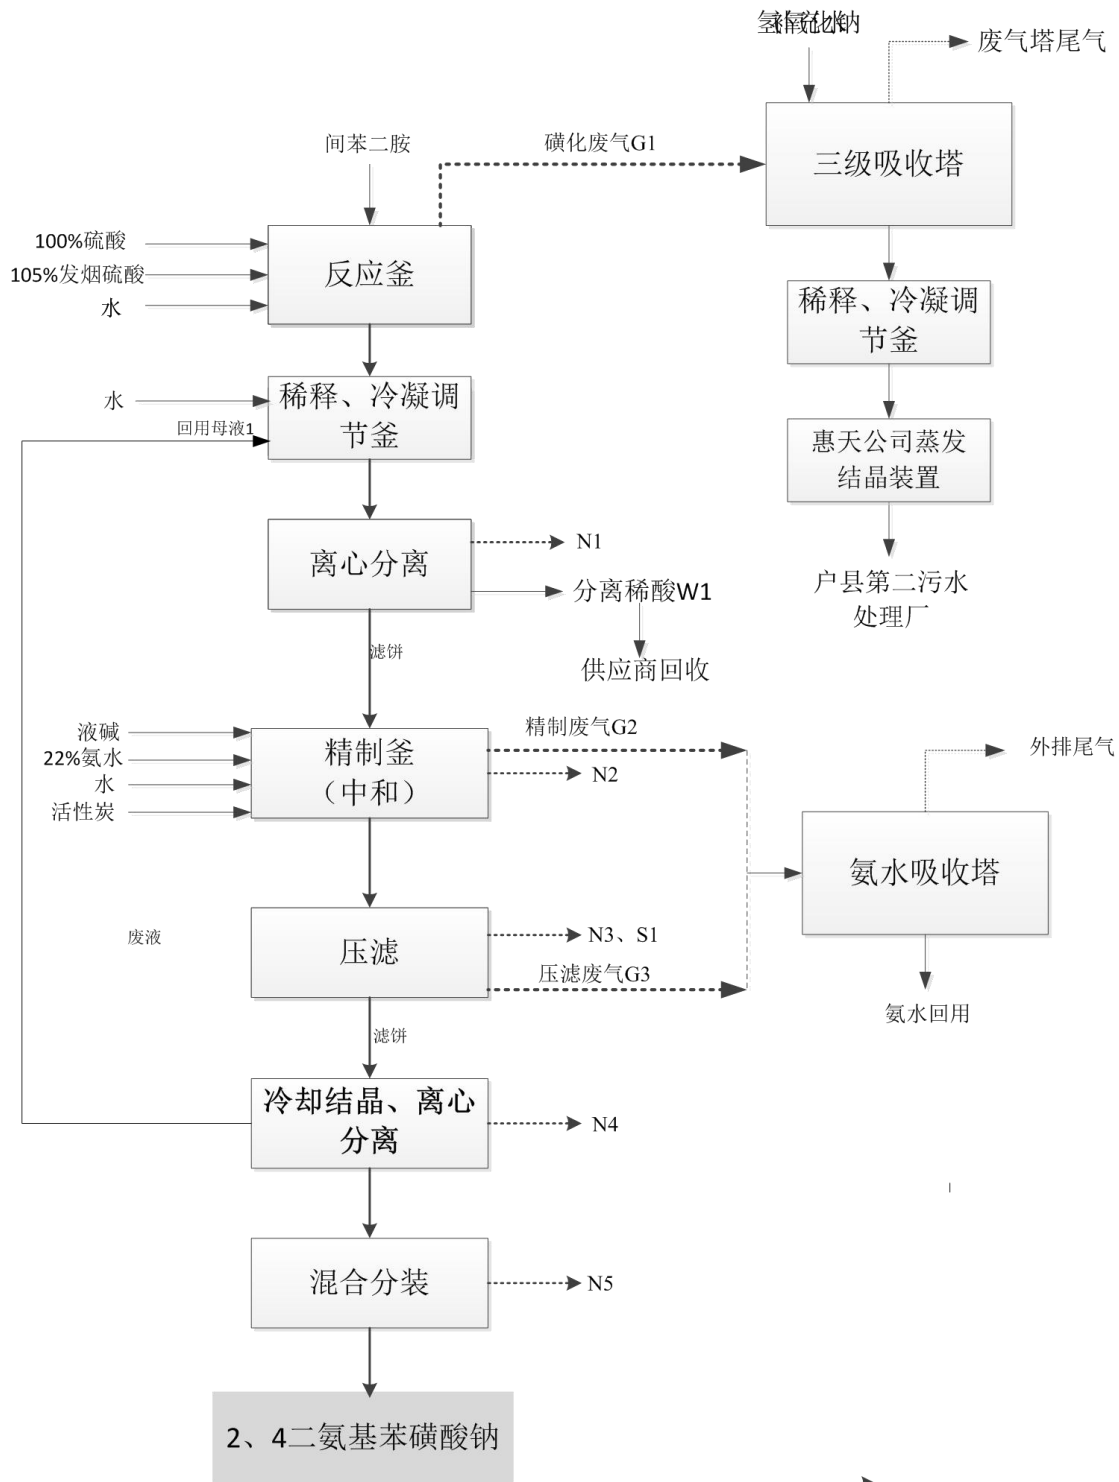 废气塔尾气
间苯二胺
磺化废气G1
三级吸收塔
100%硫酸
105%发烟硫酸
水
反应釜
稀释、冷凝调
节釜
水
回用母液1
稀释、冷凝调
节釜
惠天公司蒸发
结晶装置
离心分离
N1
分离稀酸W1
户县第二污水
处理厂
滤饼
供应商回收
液碱
22%氨水
水
活性炭
精制釜
（中和）
精制废气G2
N2
外排尾气
氨水吸收塔
废液
压滤
N3、S1
压滤废气G3
氨水回用
滤饼
冷却结晶、离心
分离
N4
混合分装
N5
2、4二氨基苯磺酸钠